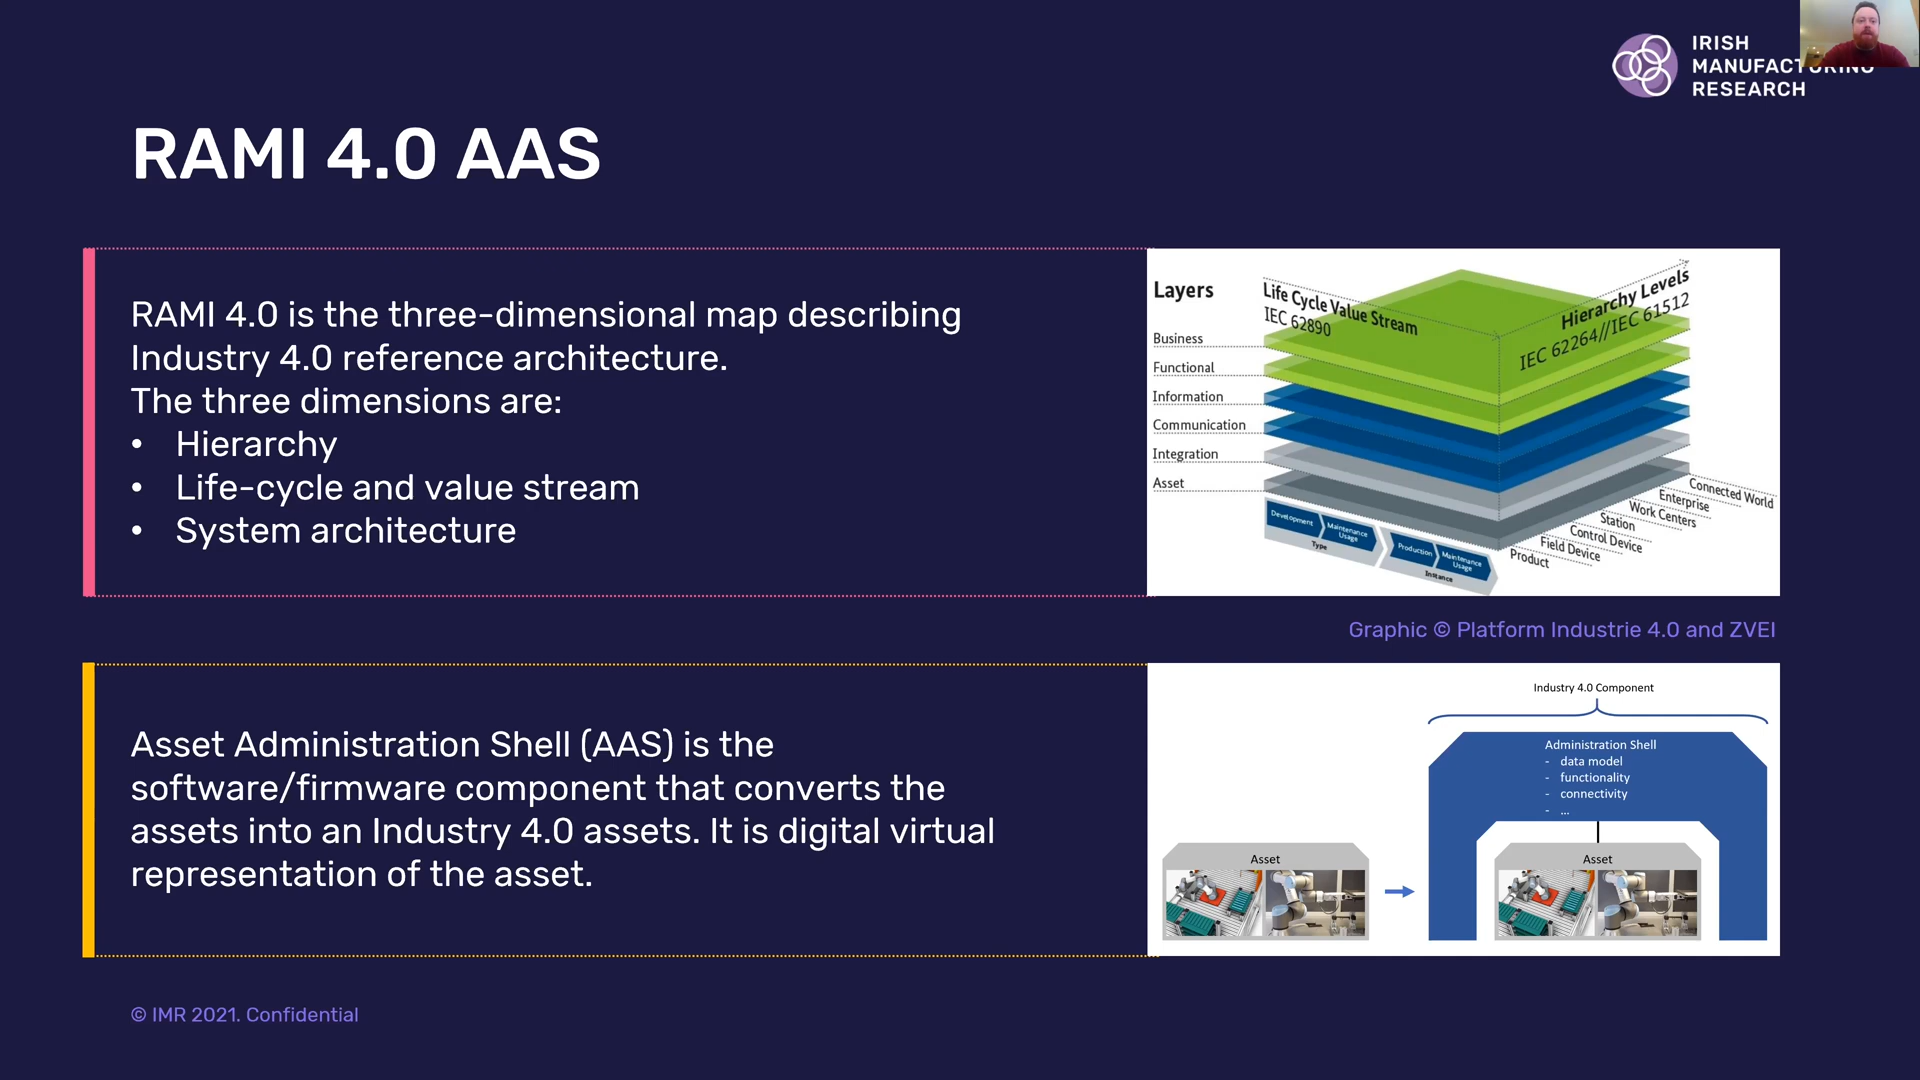 IRISH
MANUFACTURING
RESEARCH
RAMI 4.0 AAS
RAMI 4.0 is the three-dimensional map describing
Industry 4.0 reference architecture.
The three dimensions are:
• Hierarchy
• Life-cycle and value stream
• System architecture
Layers
Business
Functional
Information
Communication
Integration
Asset
Life Cycle Value Stream
IEC 62890
Hierarchy Levels
IEC 62264//IEC 61512
Development
Maintenance
Usage
Type
Production
Maintenance
Usage
Instance
Connected World
Enterprise
Work Centers
Station
Control Device
Field Device
Product
Graphic © Platform Industrie 4.0 and ZVEI
Asset Administration Shell (AAS) is the
software/firmware component that converts the
assets into an Industry 4.0 assets. It is digital virtual
representation of the asset.
Industry 4.0 Component
Administration Shell
- data model
- functionality
- connectivity
- ...
Asset
Asset
© IMR 2021. Confidential